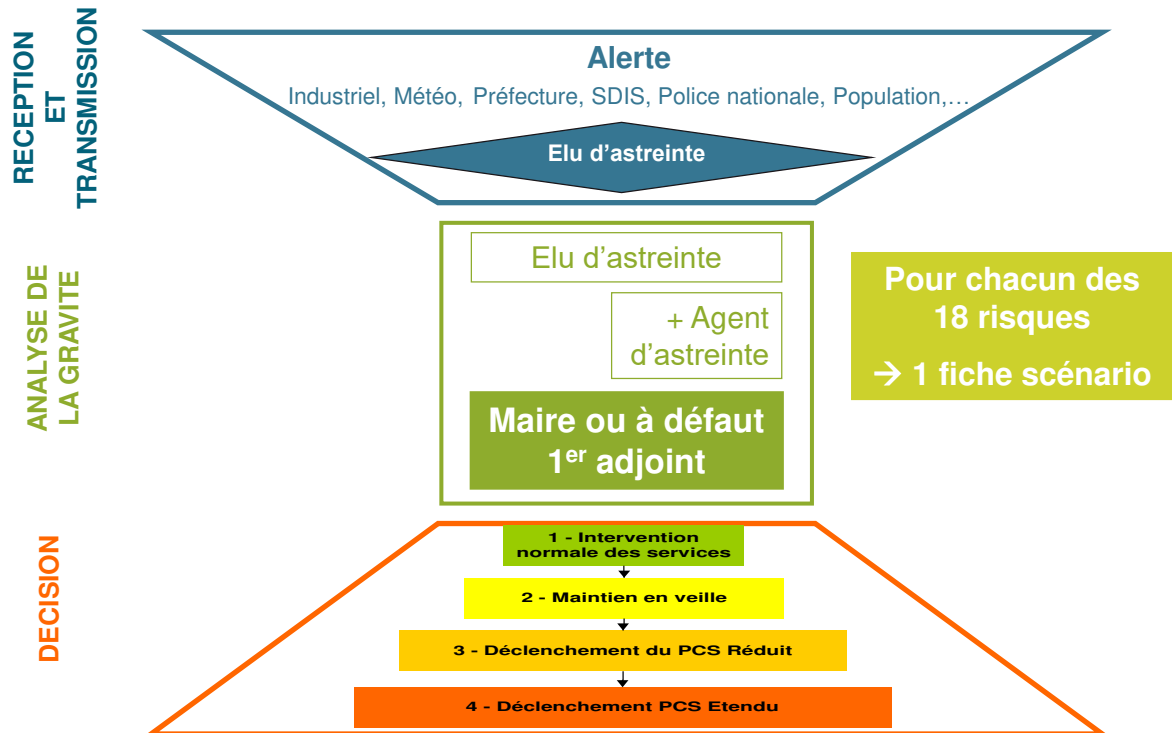 RECEPTION
ET
TRANSMISSION
Alerte
Industriel, Météo, Préfecture, SDIS, Police nationale, Population,…
Elu d’astreinte
ANALYSE DE
LA GRAVITE
Elu d’astreinte
+ Agent
d’astreinte
Maire ou à défaut
1er adjoint
Pour chacun des
18 risques
→ 1 fiche scénario
DECISION
1 - Intervention
normale des services
2 - Maintien en veille
3 - Déclenchement du PCS Réduit
4 - Déclenchement PCS Etendu